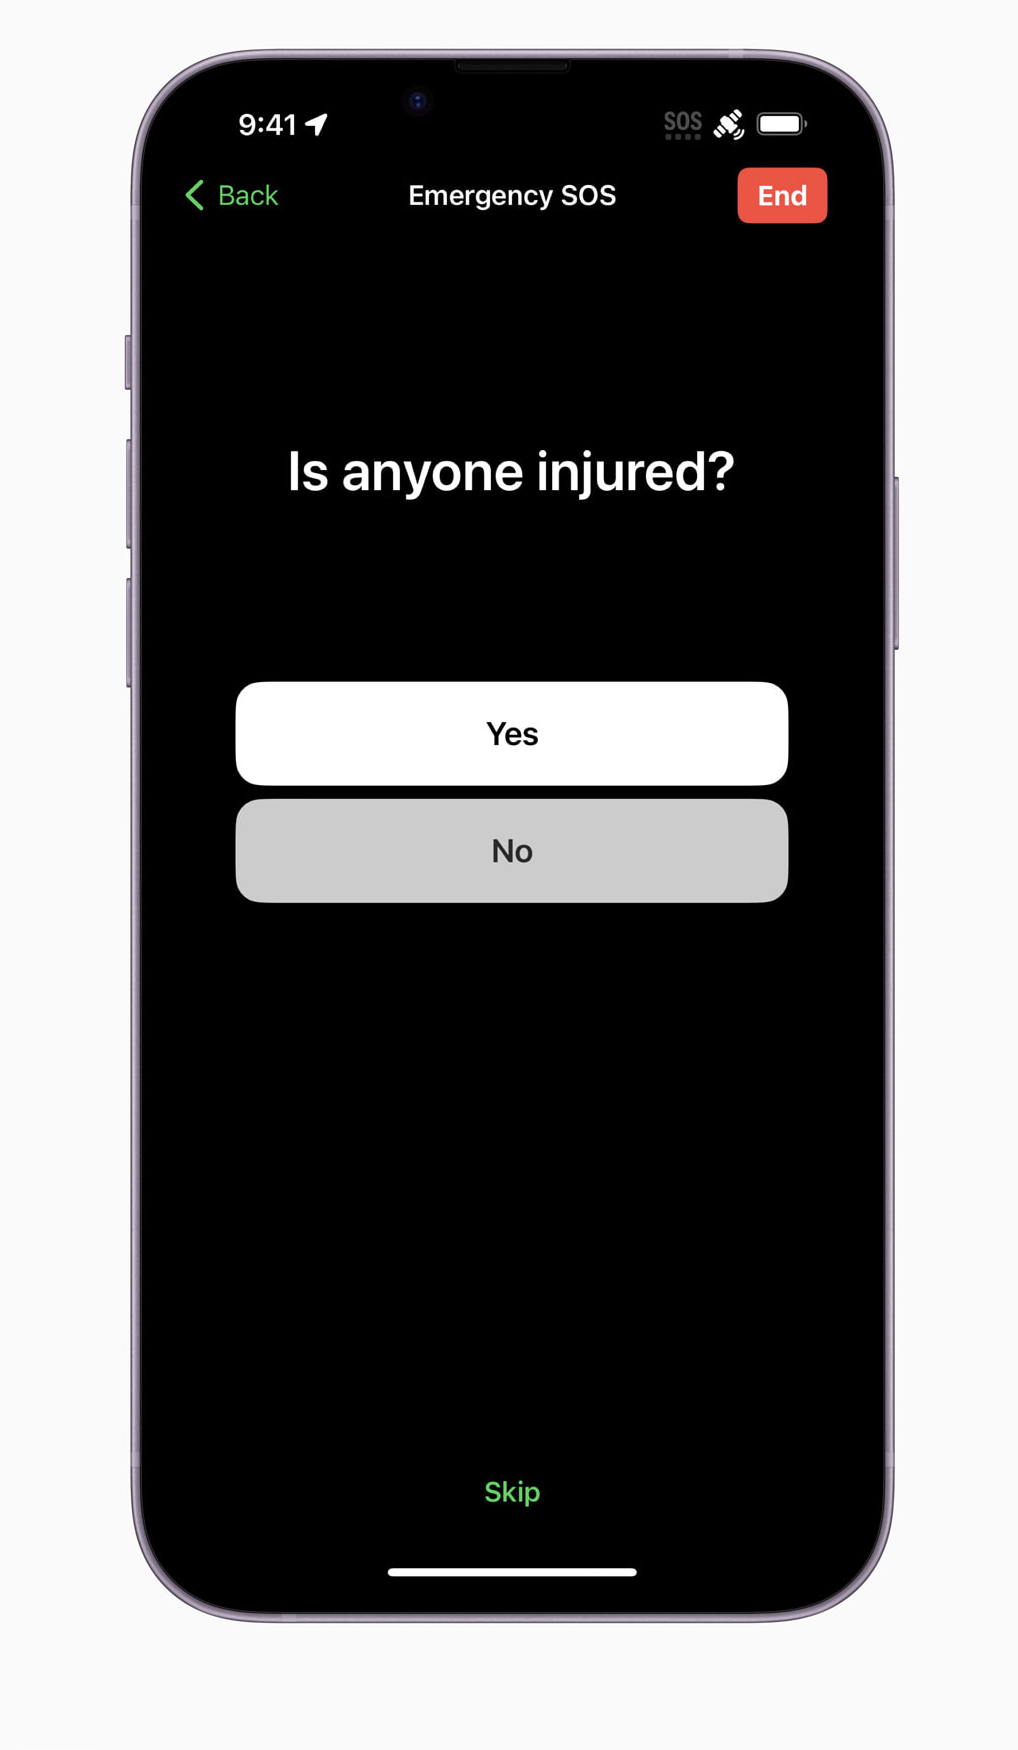 9:41 SOS
Back Emergency SOS End
Is anyone injured?
Yes
No
Skip